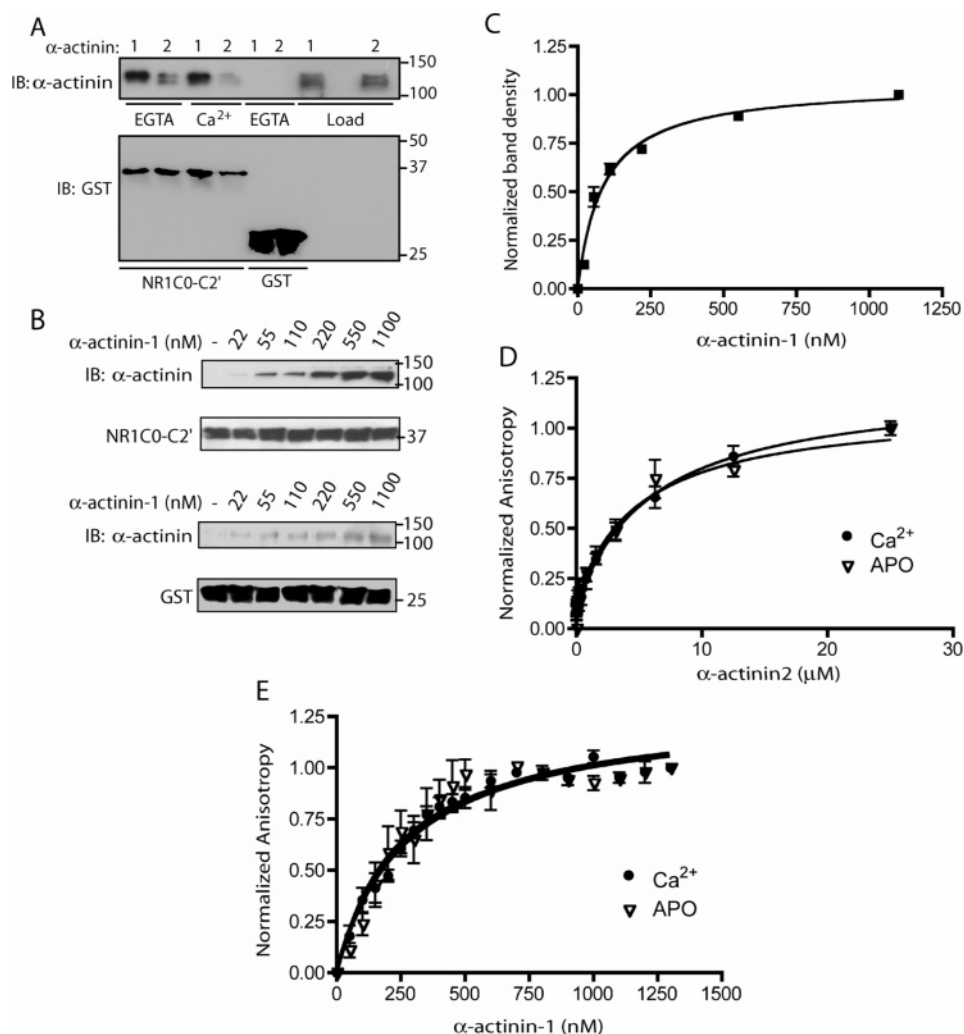 A
α-actinin: 1 2 1 2 1 2 1 2
IB: α-actinin
150
100
EGTA Ca2+ EGTA Load
IB: GST
50
37
25
NR1C0-C2' GST
B
α-actinin-1 (nM) - 22 55 110 220 550 1100
IB: α-actinin
150
100
NR1C0-C2'
37
α-actinin-1 (nM) - 22 55 110 220 550 1100
IB: α-actinin
150
100
GST
25
C
Normalized band density
1.25
1.00
0.75
0.50
0.25
0.00
0 250 500 750 1000 1250
α-actinin-1 (nM)
D
Normalized Anisotropy
1.25
1.00
0.75
0.50
0.25
0.00
Ca2+
APO
0 10 20 30
α-actinin2 (μM)
E
Normalized Anisotropy
1.25
1.00
0.75
0.50
0.25
0.00
Ca2+
APO
0 250 500 750 1000 1250 1500
α-actinin-1 (nM)